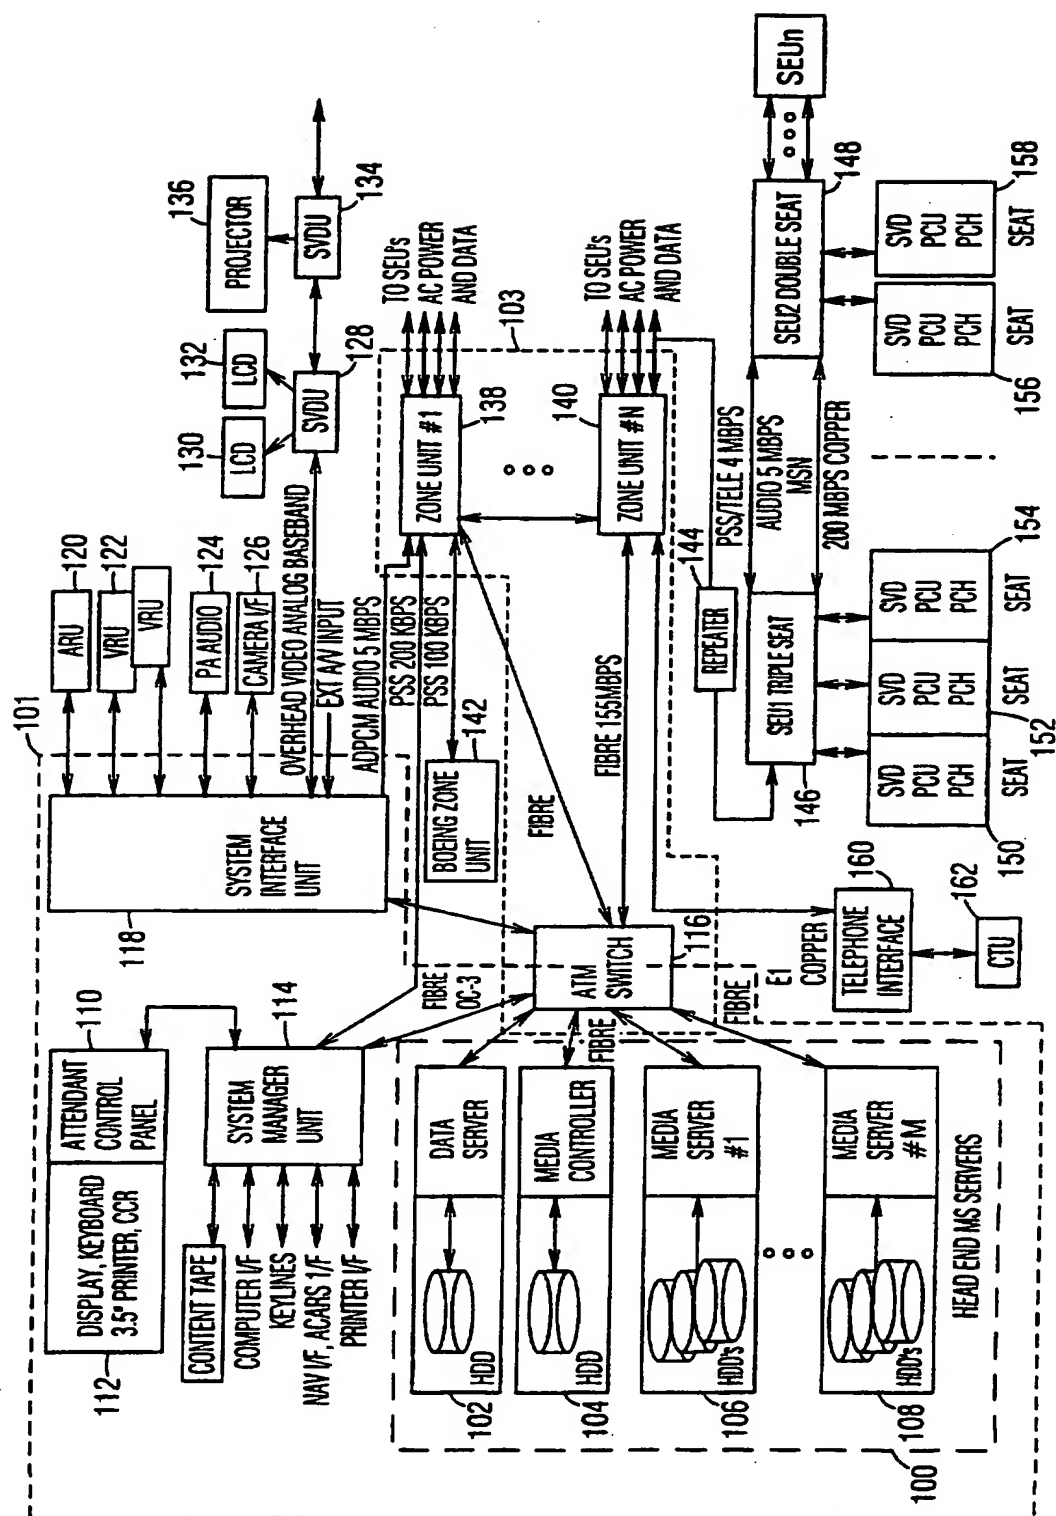 101
118
SYSTEM
INTERFACE
UNIT
ARU
120
VRU
122
VRU
PA AUDIO
124
CAMERA I/F
126
OVERHEAD VIDEO ANALOG BASEBAND
EXT A/V INPUT
ADPCM AUDIO 5 MBPS
PSS 200 KBPS
PSS 100 KBPS
LCD
130
LCD
132
SVDU
128
PROJECTOR
136
SVDU
134
112
DISPLAY, KEYBOARD
3.5" PRINTER, CCR
ATTENDANT
CONTROL
PANEL
110
SYSTEM
MANAGER
UNIT
114
CONTENT TAPE
COMPUTER I/F
KEYLINES
NAV I/F, ACARS 1/F
PRINTER I/F
FIBRE
OC-3
BOEING ZONE
UNIT
142
ZONE UNIT #1
138
TO SEU's
AC POWER
AND DATA
103
140
ZONE UNIT #N
TO SEU's
AC POWER
AND DATA
FIBRE
FIBRE 155MBPS
ATM
SWITCH
116
FIBRE
FIBRE
102
HDD
DATA
SERVER
104
HDD
MEDIA
CONTROLLER
106
HDD's
MEDIA
SERVER
#1
108
HDD's
MEDIA
SERVER
#M
HEAD END MS SERVERS
100
E1
COPPER
TELEPHONE
INTERFACE
160
CTU
162
REPEATER
144
PSS/TELE 4 MBPS
AUDIO 5 MBPS
MSN
200 MBPS COPPER
SEU1 TRIPLE SEAT
146
SEU2 DOUBLE SEAT
148
SEUn
SVD
PCU
PCH
SEAT
150
SVD
PCU
PCH
SEAT
152
SVD
PCU
PCH
SEAT
154
SVD
PCU
PCH
SEAT
156
SVD
PCU
PCH
SEAT
158